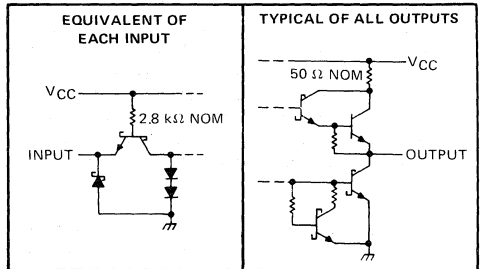 EQUIVALENT OF
EACH INPUT
VCC
2.8 kΩ NOM
INPUT
TYPICAL OF ALL OUTPUTS
VCC
50 Ω NOM
OUTPUT